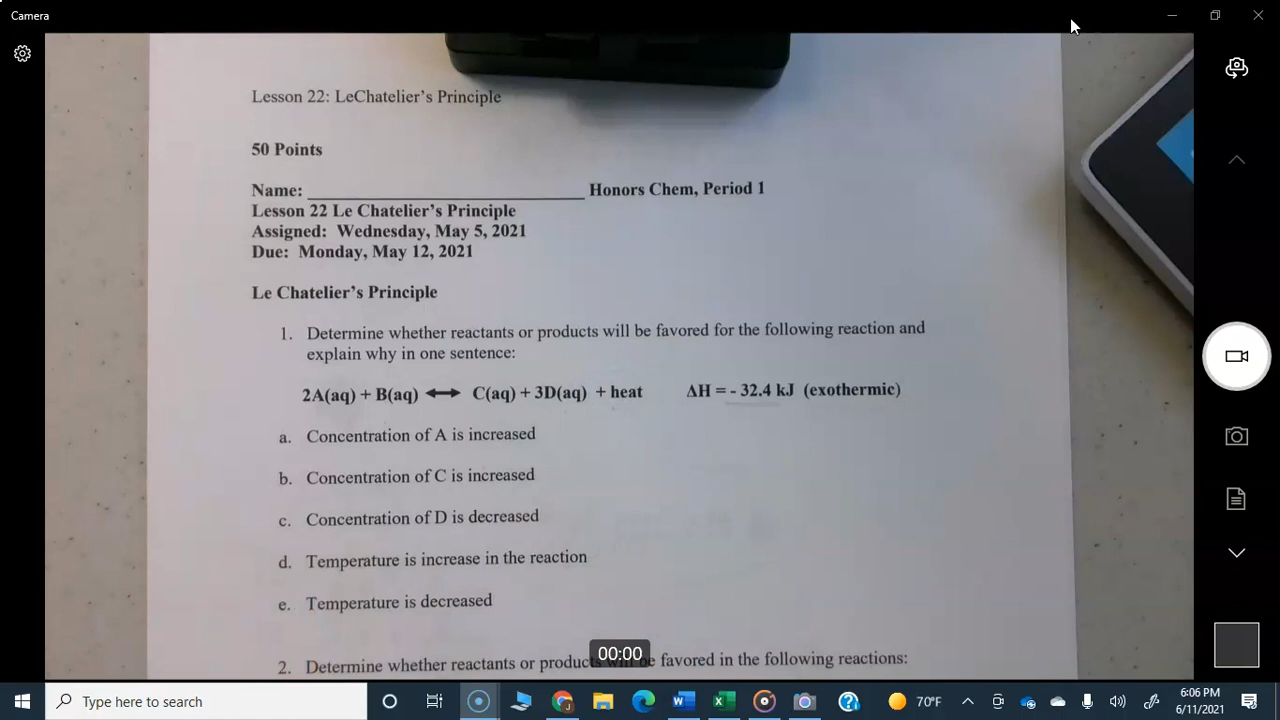 Camera
Lesson 22: LeChatelier's Principle
50 Points
Name: ______________________________ Honors Chem, Period 1
Lesson 22 Le Chatelier's Principle
Assigned: Wednesday, May 5, 2021
Due: Monday, May 12, 2021
Le Chatelier's Principle
1. Determine whether reactants or products will be favored for the following reaction and
explain why in one sentence:
2A(aq) + B(aq) ⟷ C(aq) + 3D(aq) + heat ΔH = - 32.4 kJ (exothermic)
a. Concentration of A is increased
b. Concentration of C is increased
c. Concentration of D is decreased
d. Temperature is increase in the reaction
e. Temperature is decreased
00:00
2. Determine whether reactants or products will be favored in the following reactions:
Type here to search
70°F
6:06 PM
6/11/2021